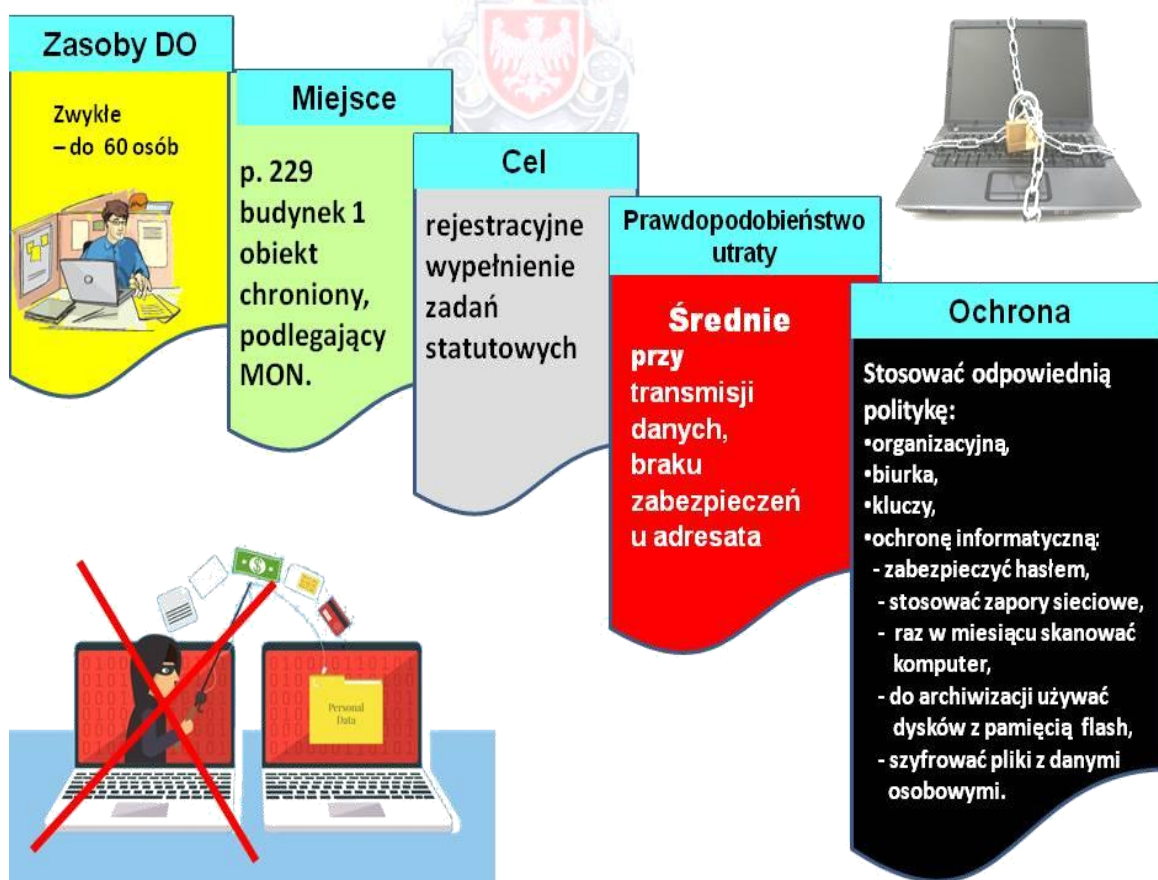 Zasoby DO
Zwykłe
– do 60 osób
Miejsce
p. 229
budynek 1
obiekt
chroniony,
podlegający
MON.
Cel
rejestracyjne
wypełnienie
zadań
statutowych
Prawdopodobieństwo
utraty
Średnie
przy
transmisji
danych,
braku
zabezpieczeń
u adresata
Ochrona
Stosować odpowiednią
politykę:
•organizacyjną,
•biurka,
•kluczy,
•ochronę informatyczną:
- zabezpieczyć hasłem,
- stosować zapory sieciowe,
- raz w miesiącu skanować
komputer,
- do archiwizacji używać
dysków z pamięcią flash,
- szyfrować pliki z danymi
osobowymi.
Personal
Data